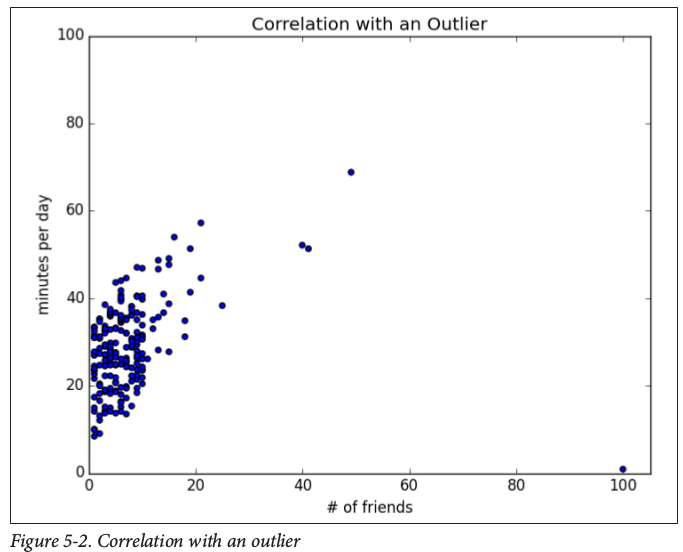 Correlation with an Outlier
100
80
60
40
20
0
minutes per day
0 20 40 60 80 100
# of friends
Figure 5-2. Correlation with an outlier